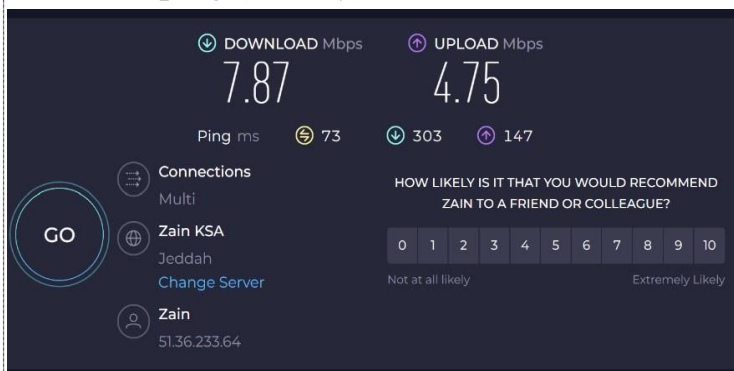 DOWNLOAD Mbps
UPLOAD Mbps
7.87
4.75
Ping ms 73 303 147
GO
Connections
Multi
Zain KSA
Jeddah
Change Server
Zain
51.36.233.64
HOW LIKELY IS IT THAT YOU WOULD RECOMMEND
ZAIN TO A FRIEND OR COLLEAGUE?
0 1 2 3 4 5 6 7 8 9 10
Not at all likely
Extremely Likely